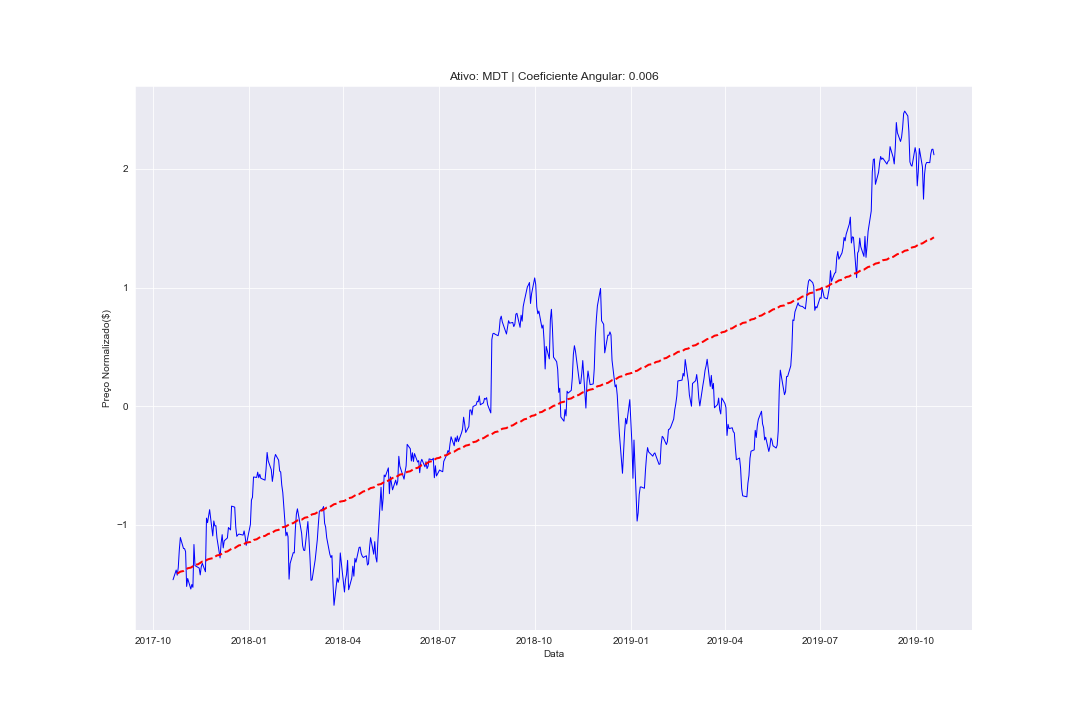 Ativo: MDT | Coeficiente Angular: 0.006
Preço Normalizado($)
2
1
0
−1
2017-10 2018-01 2018-04 2018-07 2018-10 2019-01 2019-04 2019-07 2019-10
Data